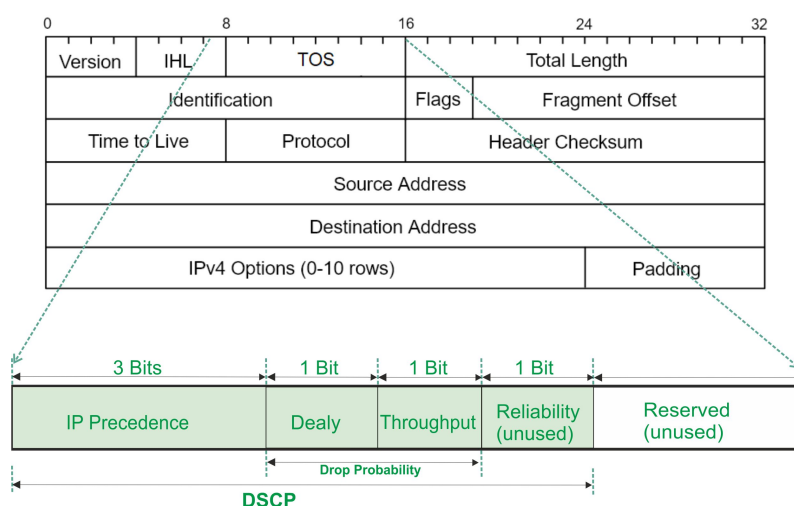 0 8 16 24 32
Version IHL TOS Total Length
Identification Flags Fragment Offset
Time to Live Protocol Header Checksum
Source Address
Destination Address
IPv4 Options (0-10 rows) Padding
3 Bits 1 Bit 1 Bit 1 Bit
IP Precedence Dealy Throughput Reliability (unused) Reserved (unused)
Drop Probability
DSCP